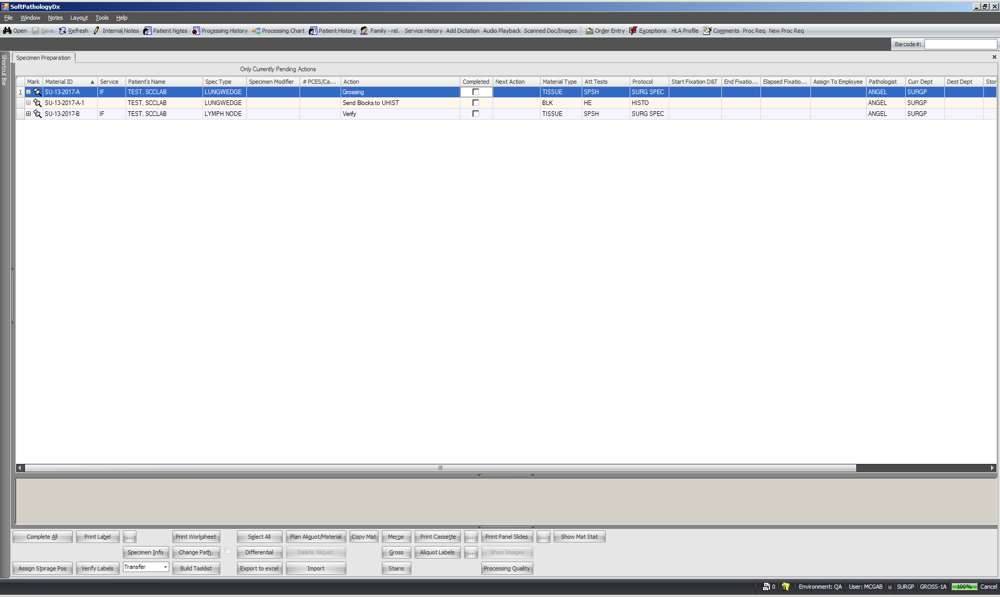 SoftPathologyDx
File Window Notes Layout Tools Help
Open Save Refresh Internal Notes Patient Notes Processing History Processing Chart Patient History Family - rel. Service History Add Dictation Audio Playback Scanned Doc/Images Order Entry Exceptions HLA Profile Comments Proc Req New Proc Req
Barcode#:
Shortcut Bar
Specimen Preparation
Only Currently Pending Actions
Mark Material ID Service Patient's Name Spec Type Specimen Modifier # PCES/Ca... Action Completed Next Action Material Type Att Tests Protocol Start Fixation D&T End Fixatio... Elapsed Fixatio... Assign To Employee Pathologist Curr Dept Dest Dept Stor
SU-13-2017-A IF TEST, SCCLAB LUNGWEDGE Grossing TISSUE SPSH SURG SPEC ANGEL SURGP
SU-13-2017-A-1 TEST, SCCLAB LUNGWEDGE Send Blocks to UHIST BLK HE HISTO ANGEL SURGP
SU-13-2017-B IF TEST, SCCLAB LYMPH NODE Verify TISSUE SPSH SURG SPEC ANGEL SURGP
Complete All Print Label ... Print Worksheet Select All Plan Aliquot/Material Copy Mat Merge Print Cassette ... Print Panel Slides ... Show Mat Stat
Specimen Info Change Path. Differential Delete Aliquot Gross Aliquot Labels ... Show Images
Assign Storage Pos Verify Labels Transfer Build Tasklist Export to excel Import Stains Processing Quality
0 Environment: QA User: MCGAB u SURGP GROSS-1A 100% Cancel